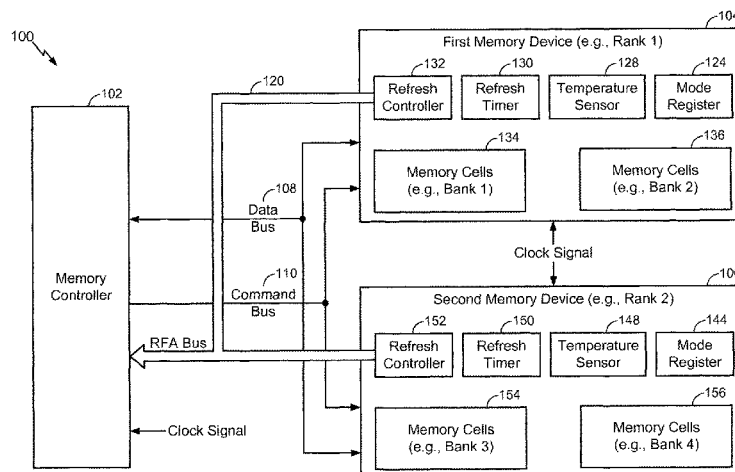 100
102
Memory
Controller
120
108
Data
Bus
110
Command
Bus
RFA Bus
Clock Signal
104
First Memory Device (e.g., Rank 1)
132
Refresh
Controller
130
Refresh
Timer
128
Temperature
Sensor
124
Mode
Register
134
Memory Cells
(e.g., Bank 1)
136
Memory Cells
(e.g., Bank 2)
Clock Signal
Second Memory Device (e.g., Rank 2)
152
Refresh
Controller
150
Refresh
Timer
148
Temperature
Sensor
144
Mode
Register
154
Memory Cells
(e.g., Bank 3)
156
Memory Cells
(e.g., Bank 4)